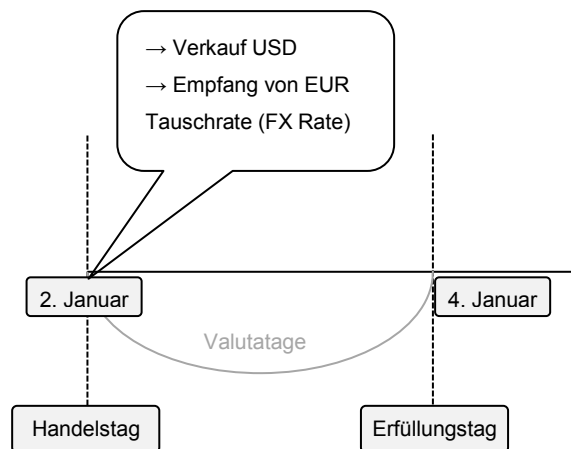 → Verkauf USD
→ Empfang von EUR
Tauschrate (FX Rate)
2. Januar
4. Januar
Valutatage
Handelstag
Erfüllungstag